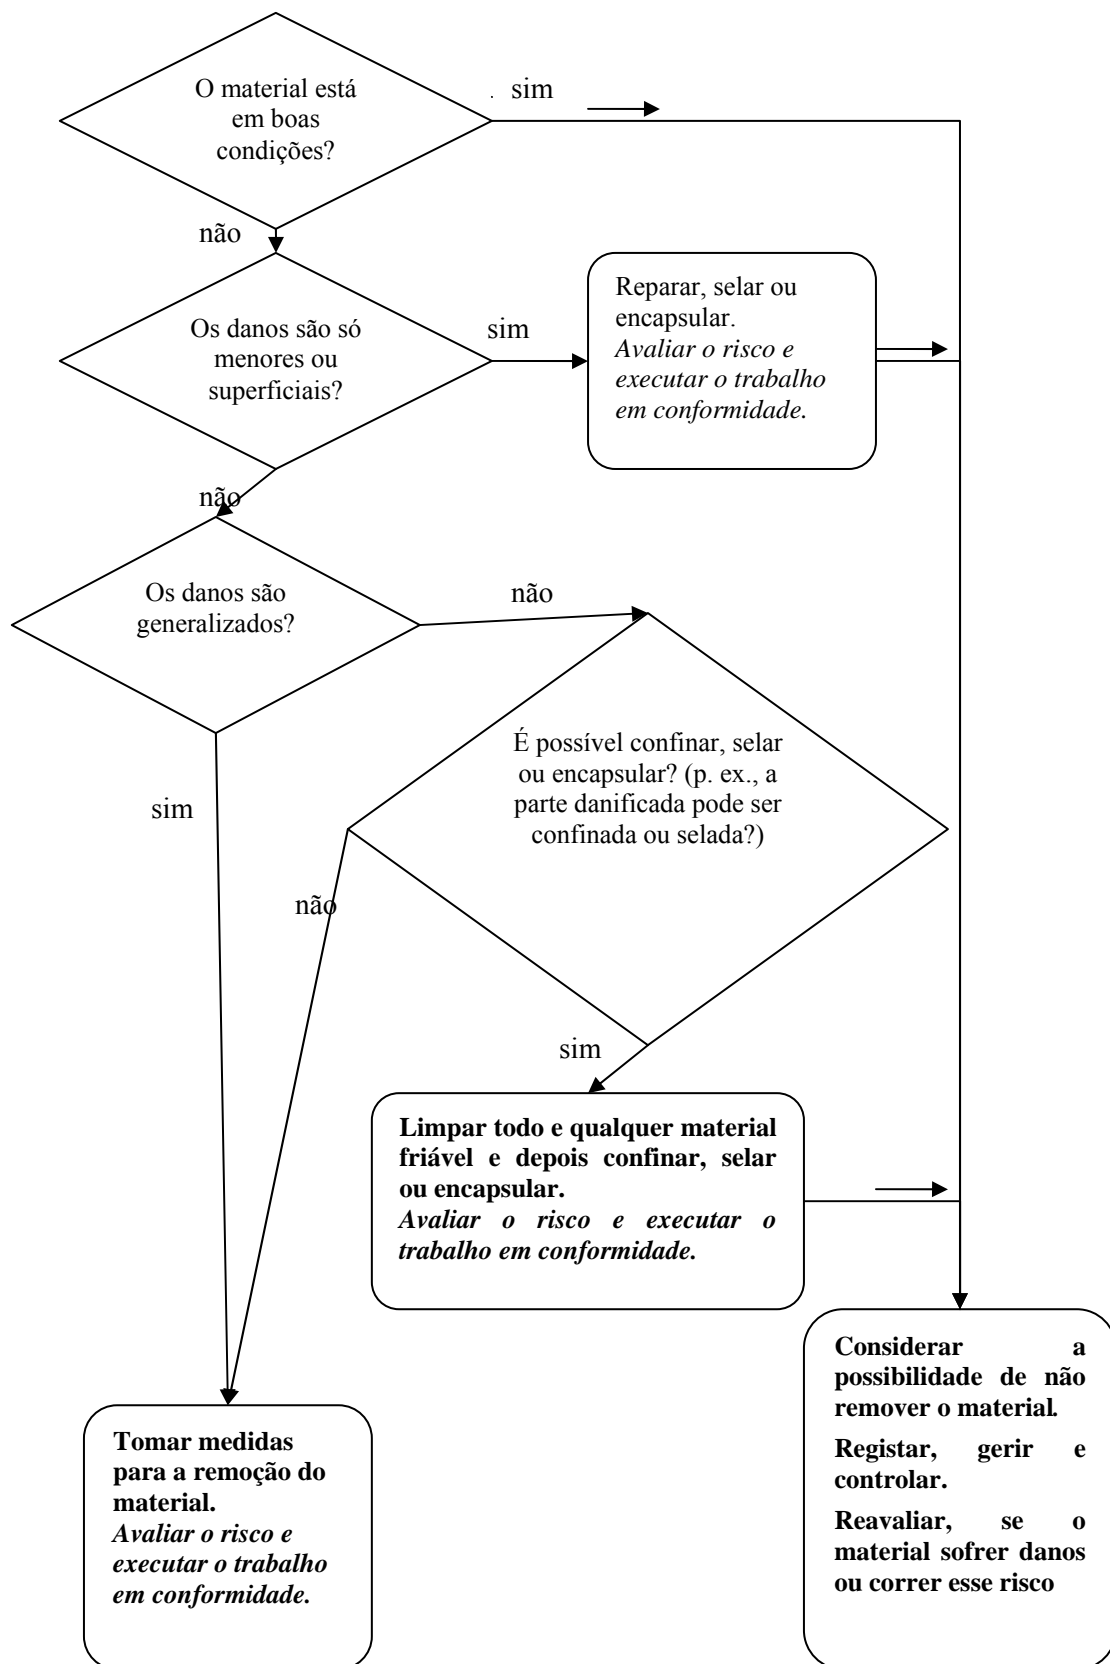 O material está
em boas
condições?
. sim
não
Os danos são só
menores ou
superficiais?
sim
Reparar, selar ou
encapsular.
Avaliar o risco e
executar o trabalho
em conformidade.
não
Os danos são
generalizados?
não
sim
É possível confinar, selar
ou encapsular? (p. ex., a
parte danificada pode ser
confinada ou selada?)
não
sim
Limpar todo e qualquer material
friável e depois confinar, selar
ou encapsular.
Avaliar o risco e executar o
trabalho em conformidade.
Considerar a
possibilidade de não
remover o material.
Registar, gerir e
controlar.
Reavaliar, se o
material sofrer danos
ou correr esse risco
Tomar medidas
para a remoção do
material.
Avaliar o risco e
executar o trabalho
em conformidade.